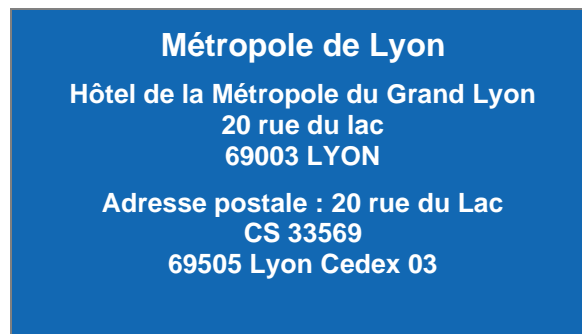 Métropole de Lyon
Hôtel de la Métropole du Grand Lyon
20 rue du lac
69003 LYON
Adresse postale : 20 rue du Lac
CS 33569
69505 Lyon Cedex 03